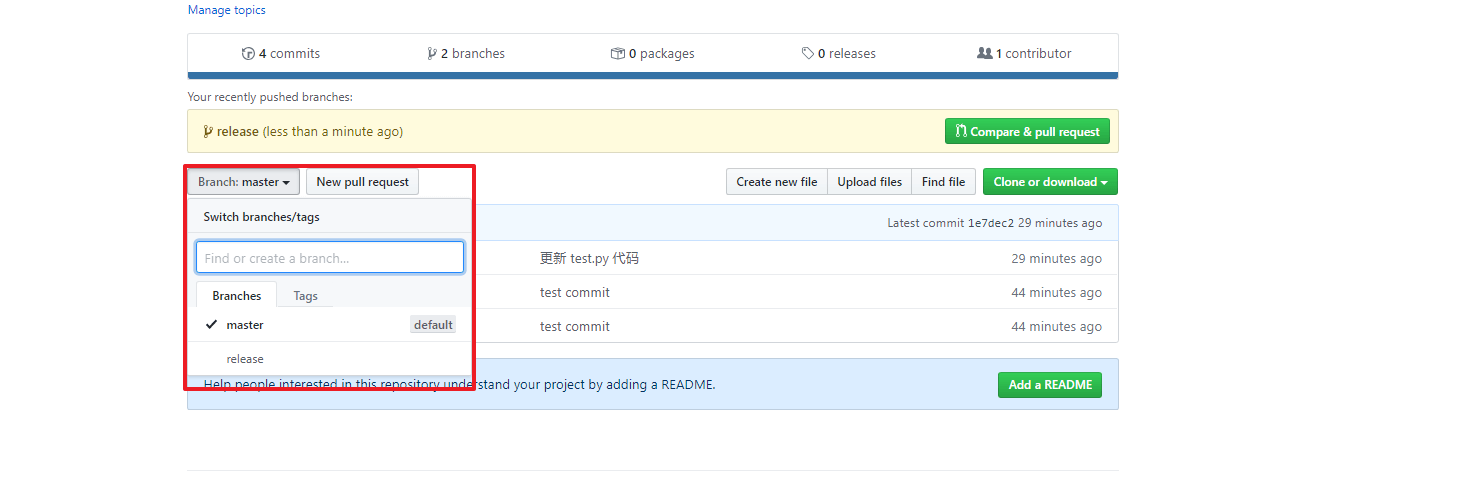 Manage topics
4 commits 2 branches 0 packages 0 releases 1 contributor
Your recently pushed branches:
release (less than a minute ago) Compare & pull request
Branch: master New pull request Create new file Upload files Find file Clone or download
Switch branches/tags Latest commit 1e7dec2 29 minutes ago
Find or create a branch... 更新 test.py 代码 29 minutes ago
Branches Tags test commit 44 minutes ago
master default test commit 44 minutes ago
release
Help people interested in this repository understand your project by adding a README. Add a README